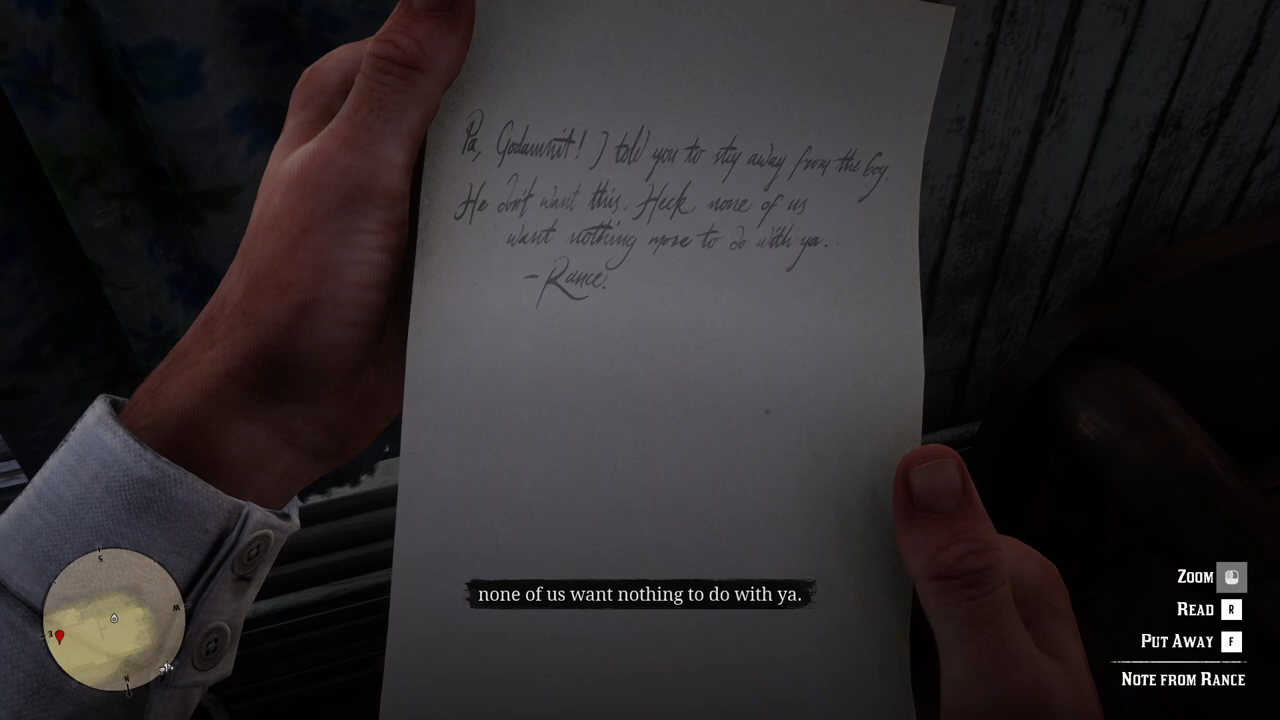 Pa, Godamnit! I told you to stay away from the boy.
He don't want this. Heck, none of us
want nothing more to do with ya.
- Rance.
none of us want nothing to do with ya.
S
W
3
N
ZOOM
READ R
PUT AWAY F
NOTE FROM RANCE